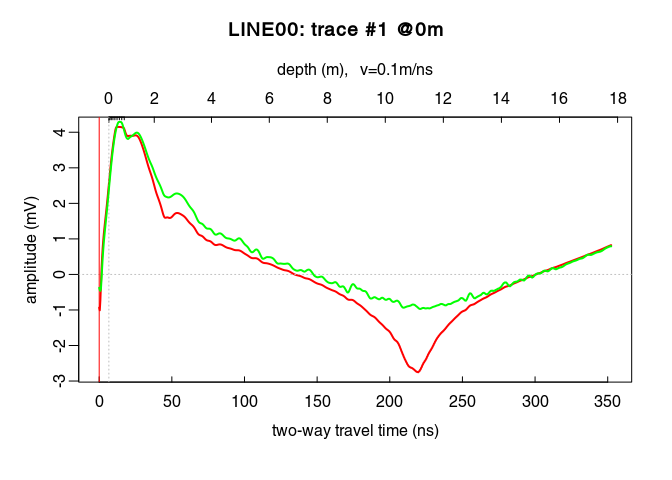 LINE00: trace #1 @0m
depth (m),   v=0.1m/ns
0 2 4 6 8 10 12 14 16 18
amplitude (mV)
4
3
2
1
0
-1
-2
-3
0 50 100 150 200 250 300 350
two-way travel time (ns)